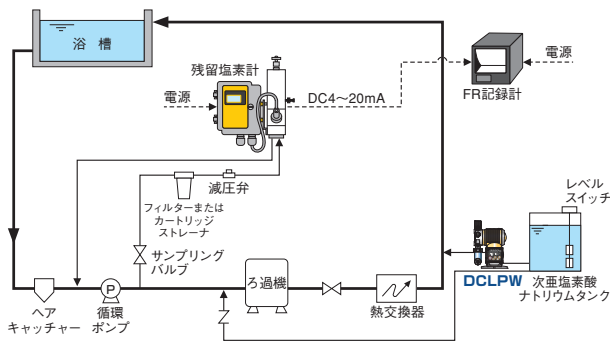 浴槽
残留塩素計
電源
DC4～20mA
電源
FR記録計
減圧弁
フィルターまたは
カートリッジ
ストレーナ
サンプリング
バルブ
レベル
スイッチ
DCLPW
次亜塩素酸
ナトリウムタンク
ヘア
キャッチャー
P
循環
ポンプ
ろ過機
熱交換器